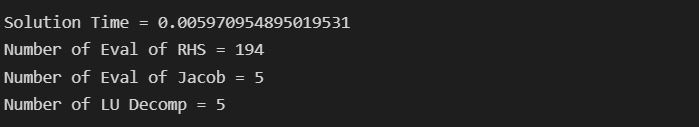 Solution Time = 0.005970954895019531
Number of Eval of RHS = 194
Number of Eval of Jacob = 5
Number of LU Decomp = 5